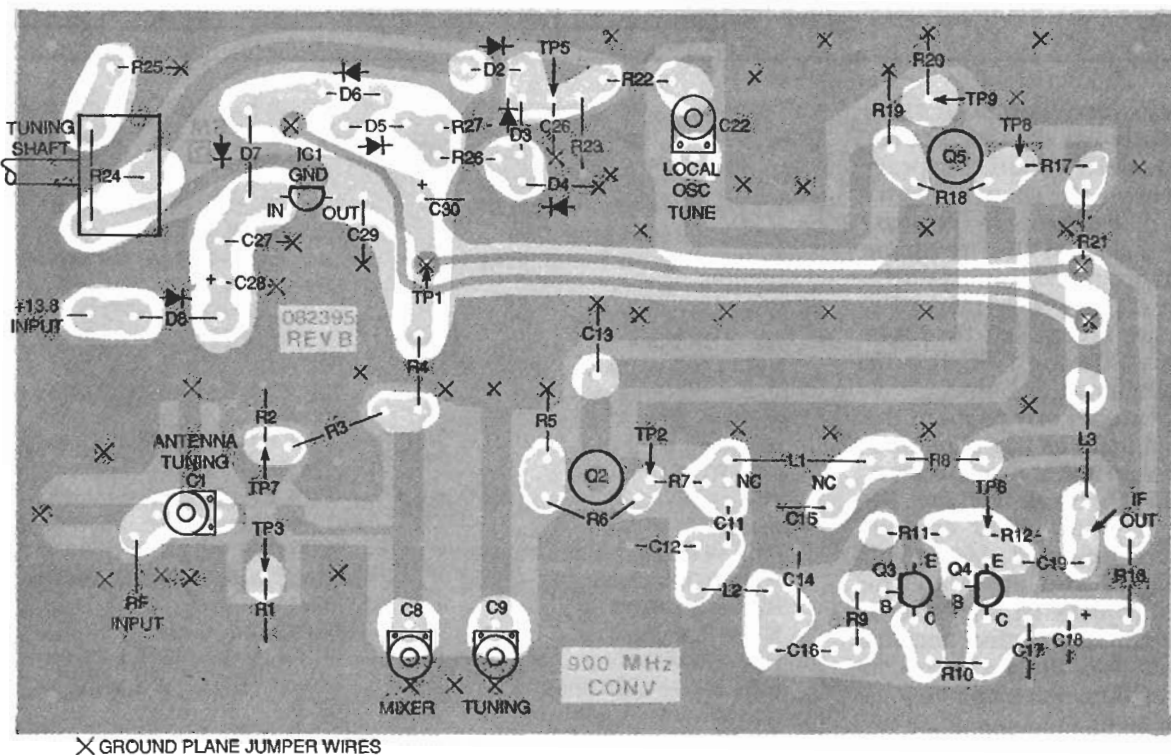 R25
D2
TP5
R22
R20
D6
TP9
TUNING
SHAFT
D5
R27
D3
C26
C22
R19
TP8
D7
IC1
GND
R26
R23
Q5
R17
R24
D4
LOCAL
OSC
TUNE
R18
IN
OUT
C30
C27
C29
R21
C28
+
+
TP1
+13.8
INPUT
D8
082395
REV B
C13
R4
R2
R3
R5
TP2
L1
R8
L3
ANTENNA
TUNING
C1
TP7
Q2
R7
NC
NC
TP6
IF
OUT
TP3
R6
C15
C11
R11
R12
C12
C19
R16
RF
INPUT
R1
L2
C14
Q3
E
Q4
E
B
B
C
C
+
C8
C9
R9
C16
C17
C18
R10
900 MHz
CONV
MIXER
TUNING
X GROUND PLANE JUMPER WIRES